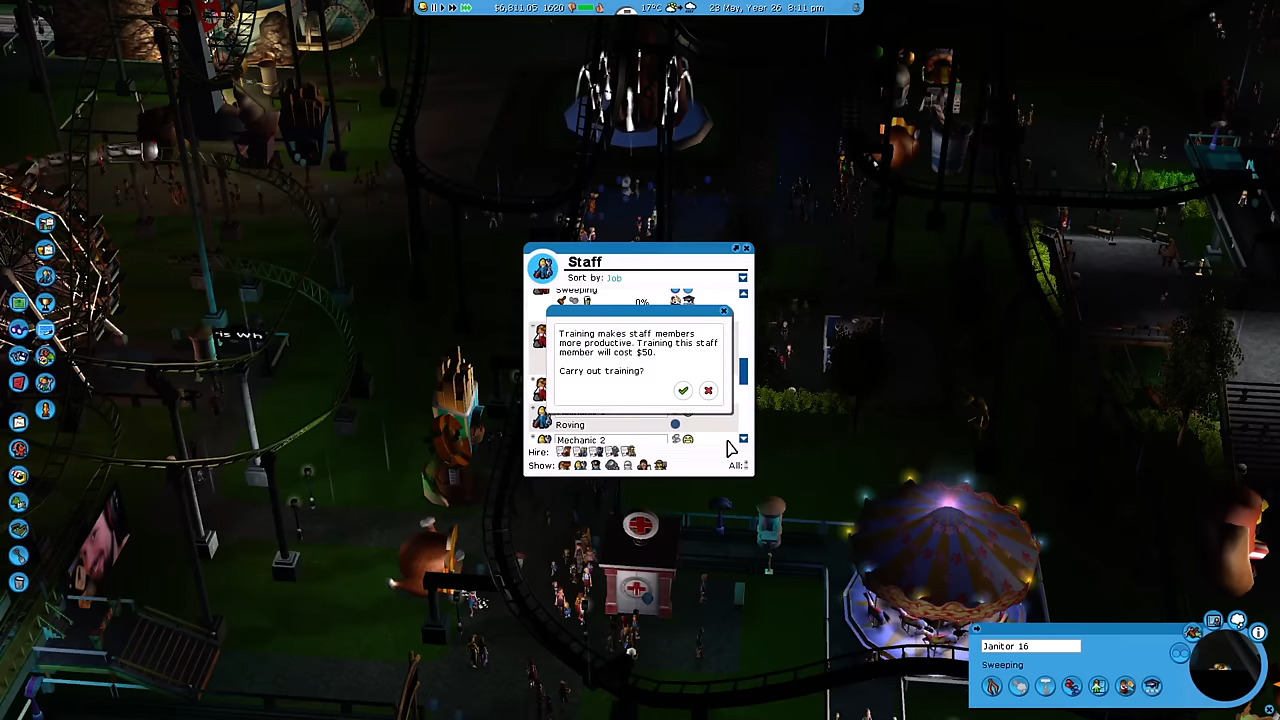 $6,811.05 1620 17°C 23 May, Year 26 8:11 pm
Staff
Sort by: Job
Sweeping
0%
Training makes staff members
more productive. Training this staff
member will cost $50.
Carry out training?
Roving
Mechanic 2
Hire:
Show: All:
Janitor 16
Sweeping